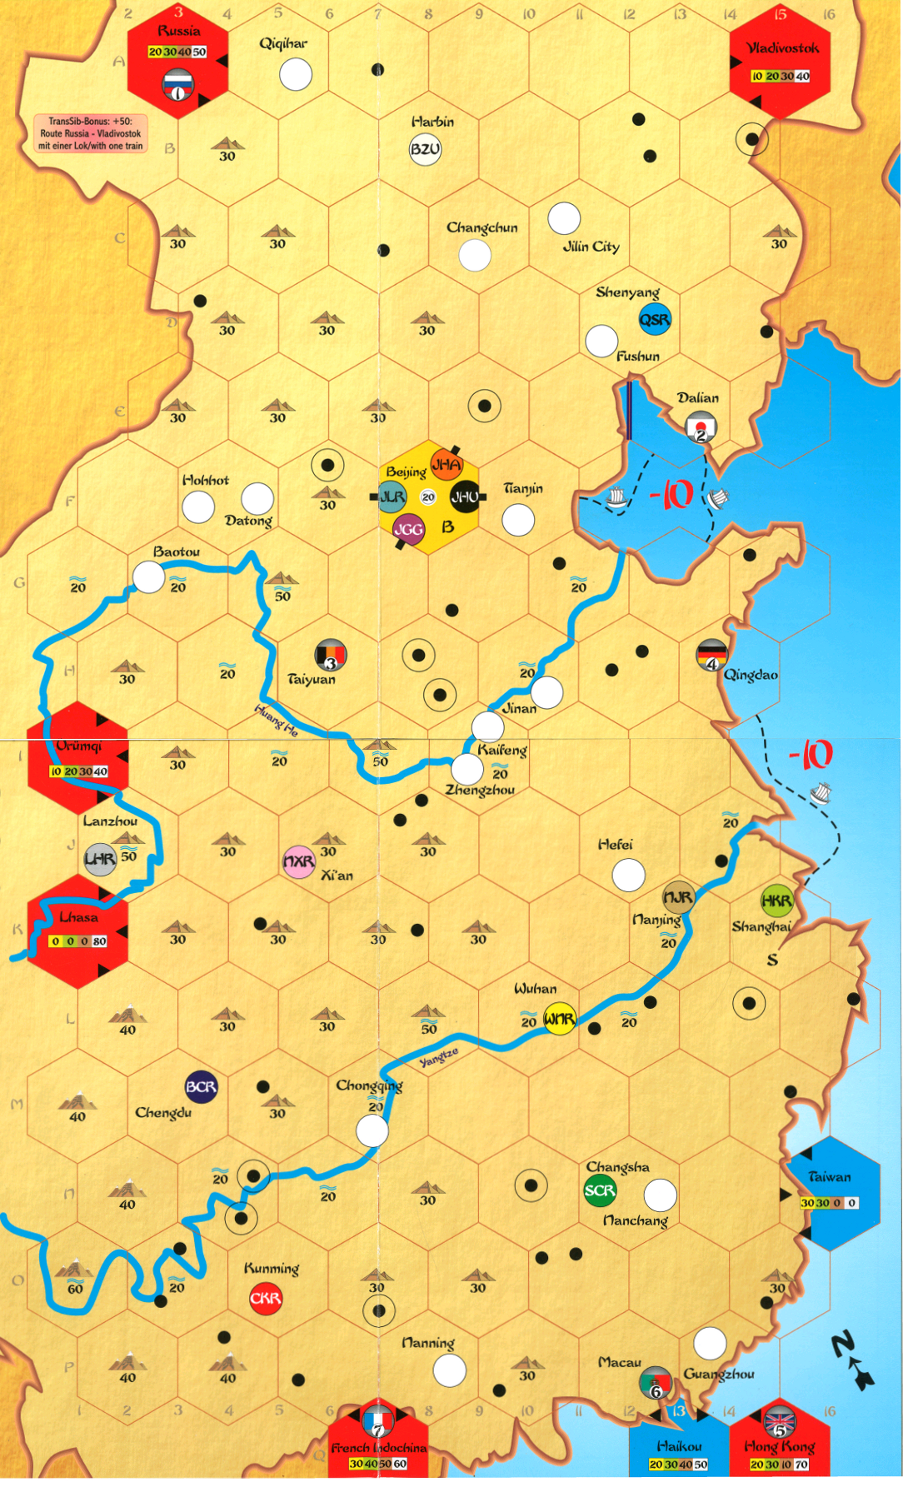 2 3 4 5 6 7 8 9 10 11 12 13 14 15 16
Russia
20 30 40 50
1
Qiqihar
Vladivostok
10 20 30 40
A
TransSib-Bonus: +50:
Route Russia - Vladivostok
mit einer Lok/with one train
B
30
Harbin
BZU
C
30
30
Changchun
Jilin City
30
D
30
30
30
Shenyang
QSR
Fushun
E
30
30
30
Dalian
2
F
Hohhot
Datong
30
Beijing
JHA
JLR
20
JHU
JGG
B
Tianjin
-10
G
20
Baotou
20
50
20
H
30
20
3
Taiyuan
20
Jinan
4
Qingdao
Huang He
I
Ürümqi
10 20 30 40
30
20
50
Kaifeng
20
Zhengzhou
-10
J
Lanzhou
LHR
50
30
NXR
Xi'an
30
Hefei
20
K
Lhasa
0 0 0 80
30
30
30
30
NJR
Nanjing
20
HKR
Shanghai
S
L
40
30
30
50
Wuhan
20
WNR
20
Yangtze
M
40
BCR
Chengdu
30
Chongqing
20
N
40
20
20
30
Changsha
SCR
Nanchang
Taiwan
30 30 0 0
O
60
20
Kunming
CKR
30
30
30
P
40
40
Nanning
30
Macau
6
Guangzhou
N
1 2 3 4 5 6 8 9 10 11 12 13 14 16
Q
7
French Indochina
30 40 50 60
Haikou
20 30 40 50
5
Hong Kong
20 30 10 70